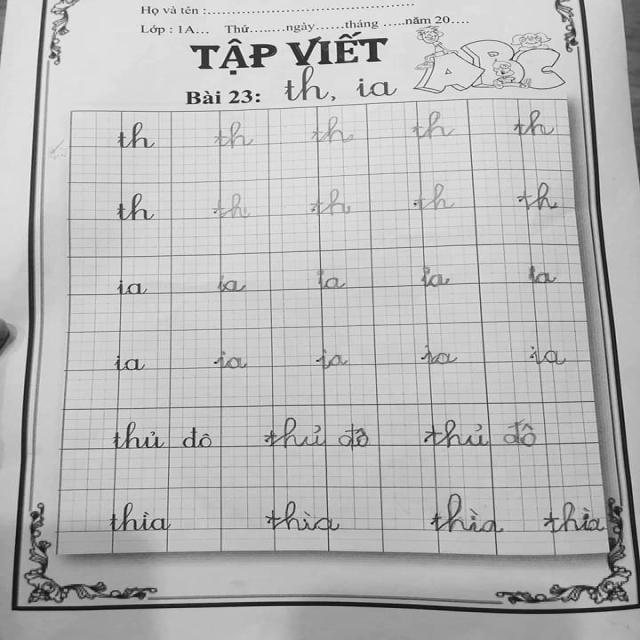 Họ và tên :.......................................................
Lớp : 1A... Thứ..........ngày.......tháng .....năm 20....
TẬP VIẾT
ABC
Bài 23: th, ia
th th th th th
th th th th th
ia ia ia ia ia
ia ia ia ia ia
thủ đô thủ đô thủ đô
thìa thìa thìa thìa